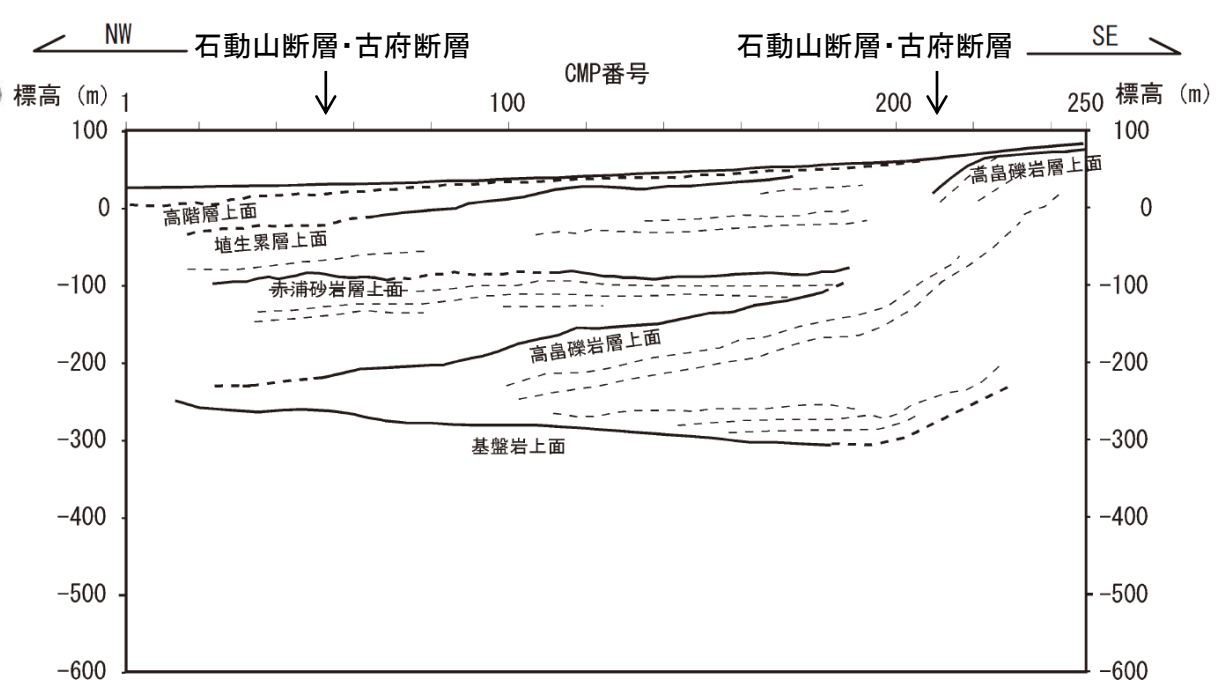 NW
SE
石動山断層・古府断層
石動山断層・古府断層
CMP番号
標高（m）
標高（m）
1
100
200
250
100
0
-100
-200
-300
-400
-500
-600
100
0
-100
-200
-300
-400
-500
-600
高畠礫岩層上面
高階層上面
埴生累層上面
赤浦砂岩層上面
高畠礫岩層上面
基盤岩上面